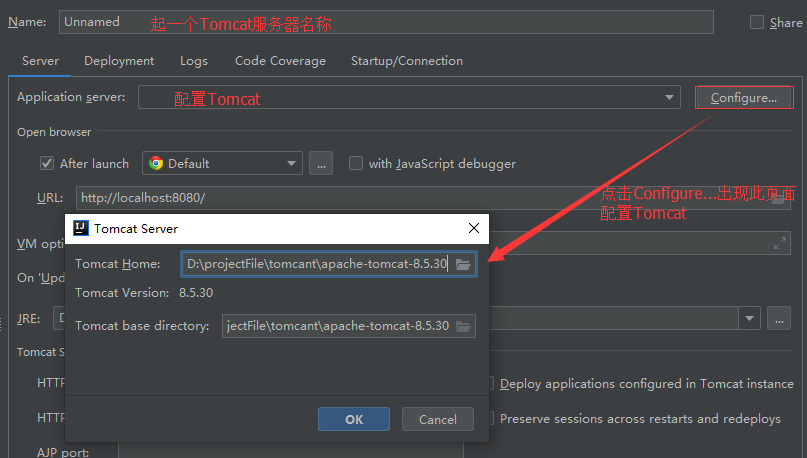 Name: Unnamed 起一个Tomcat服务器名称 Share
Server Deployment Logs Code Coverage Startup/Connection
Application server: 配置Tomcat Configure...
Open browser
After launch Default ... with JavaScript debugger
URL: http://localhost:8080/
点击Configure...出现此页面
配置Tomcat
Tomcat Server
VM opti
Tomcat Home: D:\projectFile\tomcant\apache-tomcat-8.5.30
On 'Upd
Tomcat Version: 8.5.30
JRE: ...
Tomcat base directory: jectFile\tomcant\apache-tomcat-8.5.30
Tomcat S
HTTP Deploy applications configured in Tomcat instance
HTTP Preserve sessions across restarts and redeploys
OK Cancel
AJP port: